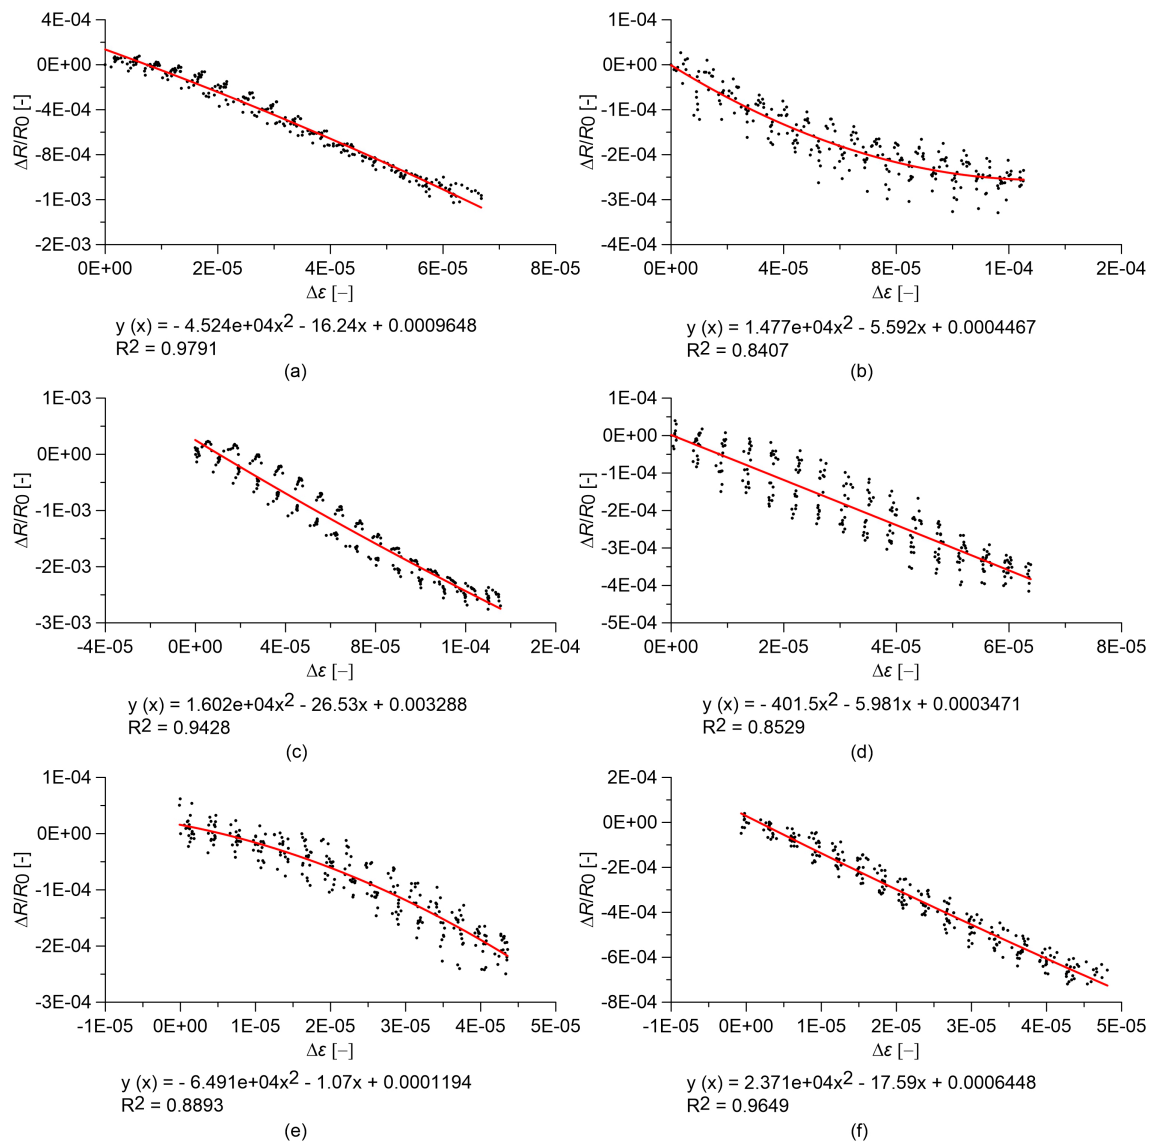 4E-04
0E+00
-4E-04
-8E-04
-1E-03
-2E-03
ΔR/R0 [-]
0E+00 2E-05 4E-05 6E-05 8E-05
Δε [–]
y (x) = - 4.524e+04x² - 16.24x + 0.0009648
R² = 0.9791
(a)
1E-04
0E+00
-1E-04
-2E-04
-3E-04
-4E-04
ΔR/R0 [-]
0E+00 4E-05 8E-05 1E-04 2E-04
Δε [–]
y (x) = 1.477e+04x² - 5.592x + 0.0004467
R² = 0.8407
(b)
1E-03
0E+00
-1E-03
-2E-03
-3E-03
ΔR/R0 [-]
-4E-05 0E+00 4E-05 8E-05 1E-04 2E-04
Δε [–]
y (x) = 1.602e+04x² - 26.53x + 0.003288
R² = 0.9428
(c)
1E-04
0E+00
-1E-04
-2E-04
-3E-04
-4E-04
-5E-04
ΔR/R0 [-]
0E+00 2E-05 4E-05 6E-05 8E-05
Δε [–]
y (x) = - 401.5x² - 5.981x + 0.0003471
R² = 0.8529
(d)
1E-04
0E+00
-1E-04
-2E-04
-3E-04
ΔR/R0 [-]
-1E-05 0E+00 1E-05 2E-05 3E-05 4E-05 5E-05
Δε [–]
y (x) = - 6.491e+04x² - 1.07x + 0.0001194
R² = 0.8893
(e)
2E-04
0E+00
-2E-04
-4E-04
-6E-04
-8E-04
ΔR/R0 [-]
-1E-05 0E+00 1E-05 2E-05 3E-05 4E-05 5E-05
Δε [–]
y (x) = 2.371e+04x² - 17.59x + 0.0006448
R² = 0.9649
(f)